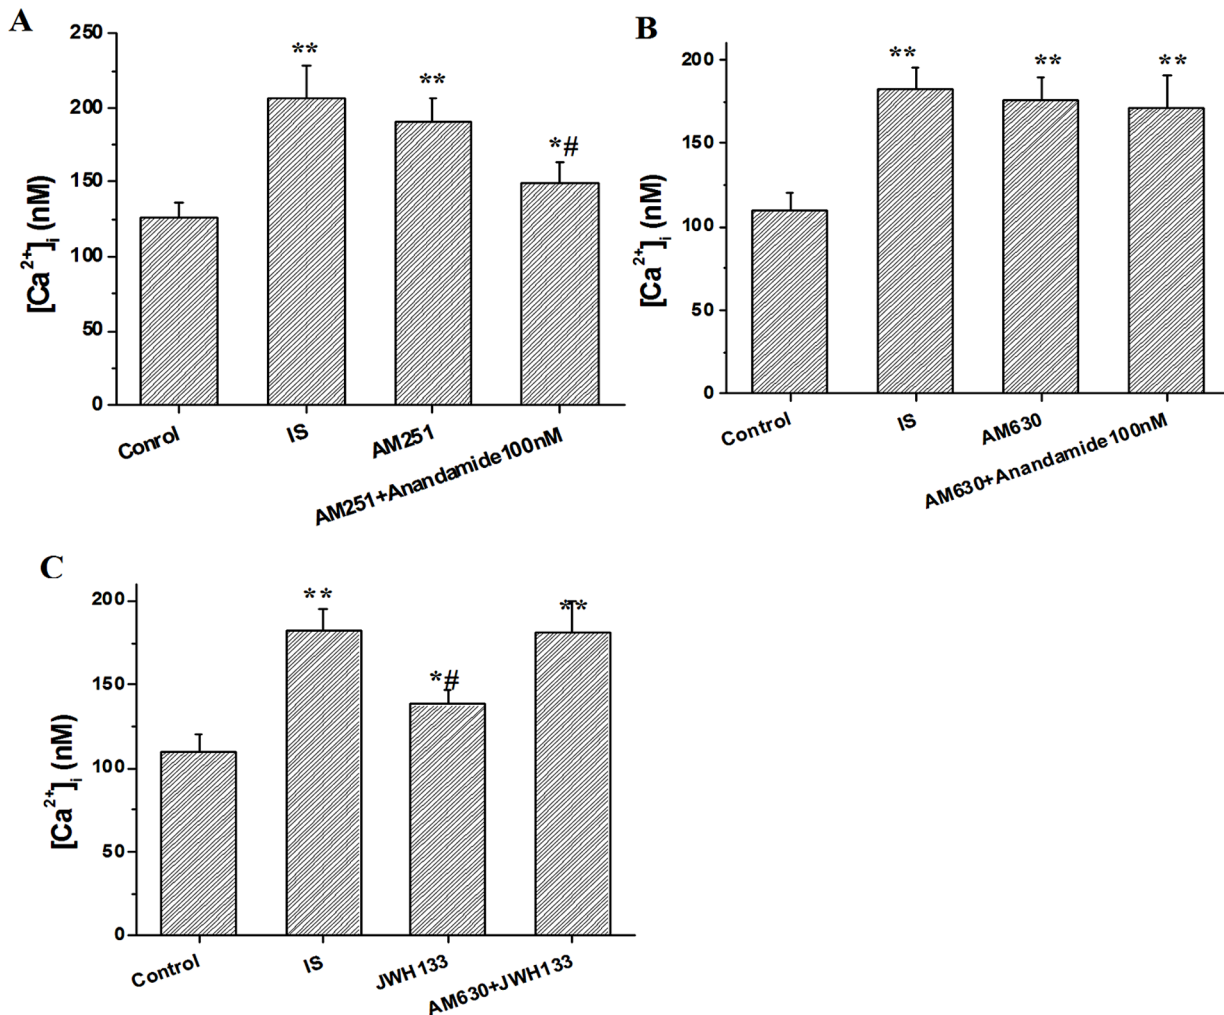 A
250
200
150
100
50
0
[Ca2+]i (nM)
**
**
*#
Conrol
IS
AM251
AM251+Anandamide100nM
B
200
150
100
50
0
[Ca2+]i (nM)
**
**
**
Control
IS
AM630
AM630+Anandamide100nM
C
200
150
100
50
0
[Ca2+]i (nM)
**
*#
**
Control
IS
JWH133
AM630+JWH133